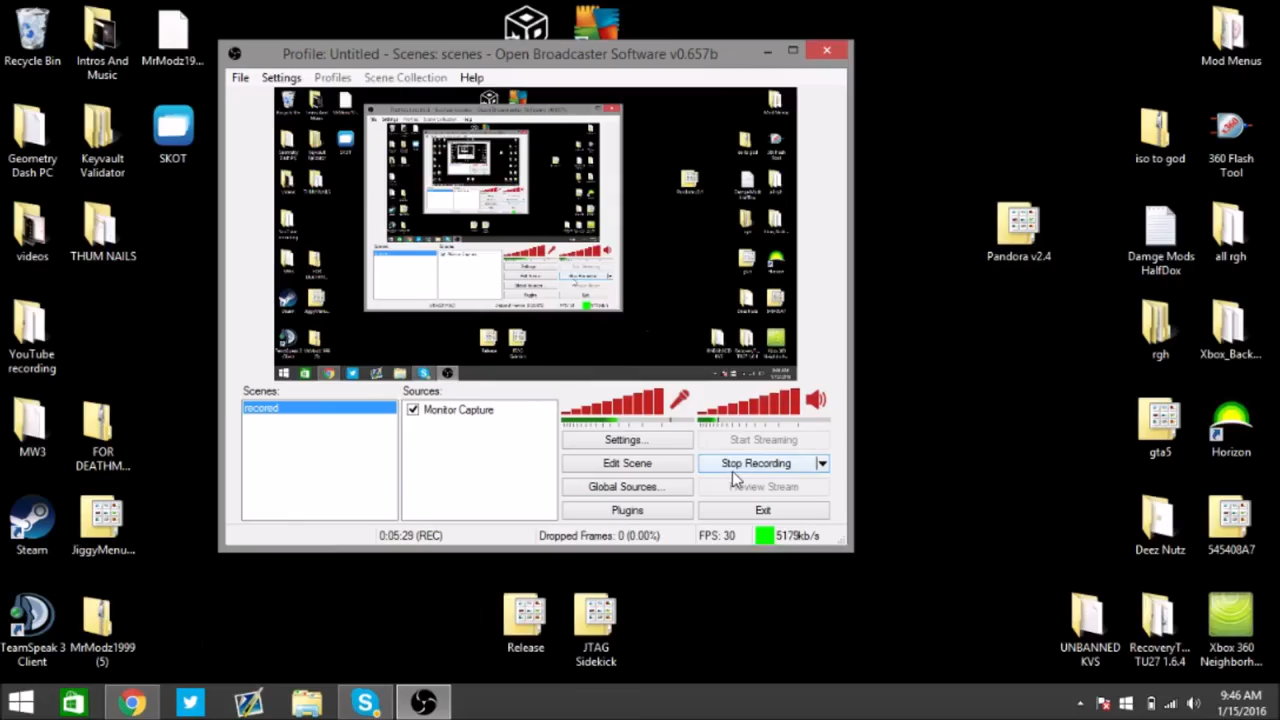 Recycle Bin
Intros And
Music
MrModz19...
Mod Menus
Profile: Untitled - Scenes: scenes - Open Broadcaster Software v0.657b
File Settings Profiles Scene Collection Help
Geometry
Dash PC
Keyvault
Validator
SKOT
iso to god
360 Flash
Tool
videos
THUM NAILS
Pandora v2.4
Damge Mods
HalfDox
all rgh
YouTube
recording
rgh
Xbox_Back...
Scenes:
Sources:
recored
Monitor Capture
MW3
FOR
DEATHM...
Settings...
Start Streaming
Edit Scene
Stop Recording
Global Sources...
Preview Stream
Plugins
Exit
gta5
Horizon
0:05:29 (REC)
Dropped Frames: 0 (0.00%)
FPS: 30
5179kb/s
Steam
JiggyMenu...
Deez Nutz
545408A7
TeamSpeak 3
Client
MrModz1999
(5)
Release
JTAG
Sidekick
UNBANNED
KVS
RecoveryT...
TU27 1.6.4
Xbox 360
Neighborh...
9:46 AM
1/15/2016